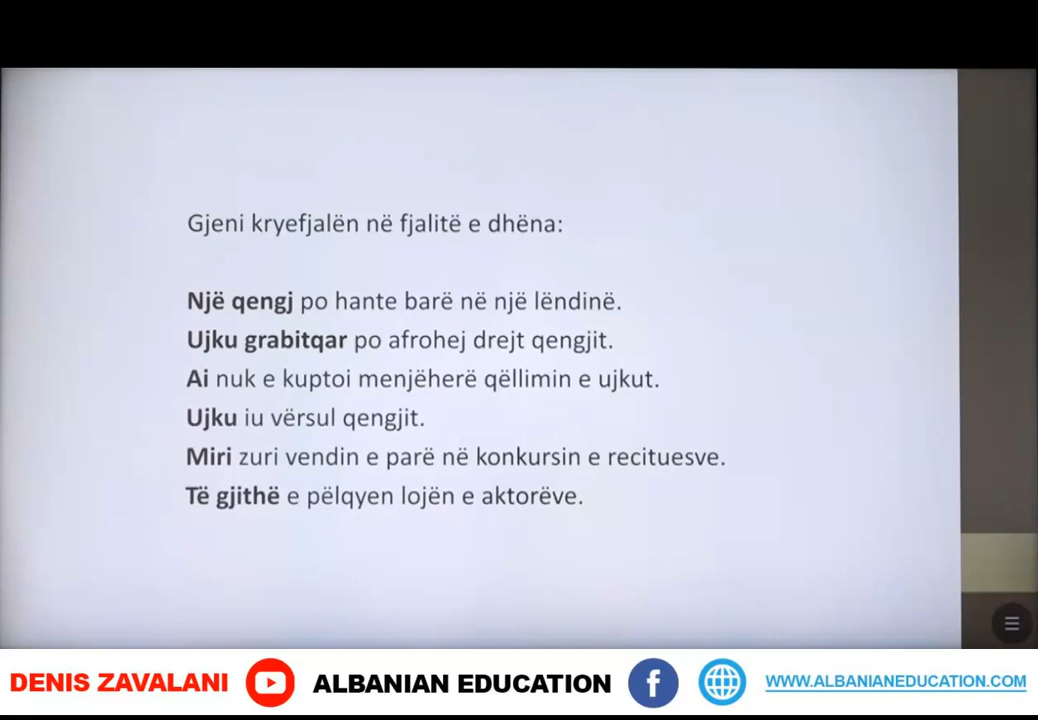 Gjeni kryefjalën në fjalitë e dhëna:
Një qengj po hante barë në një lëndinë.
Ujku grabitqar po afrohej drejt qengjit.
Ai nuk e kuptoi menjëherë qëllimin e ujkut.
Ujku iu vërsul qengjit.
Miri zuri vendin e parë në konkursin e recituesve.
Të gjithë e pëlqyen lojën e aktorëve.
DENIS ZAVALANI ALBANIAN EDUCATION WWW.ALBANIANEDUCATION.COM